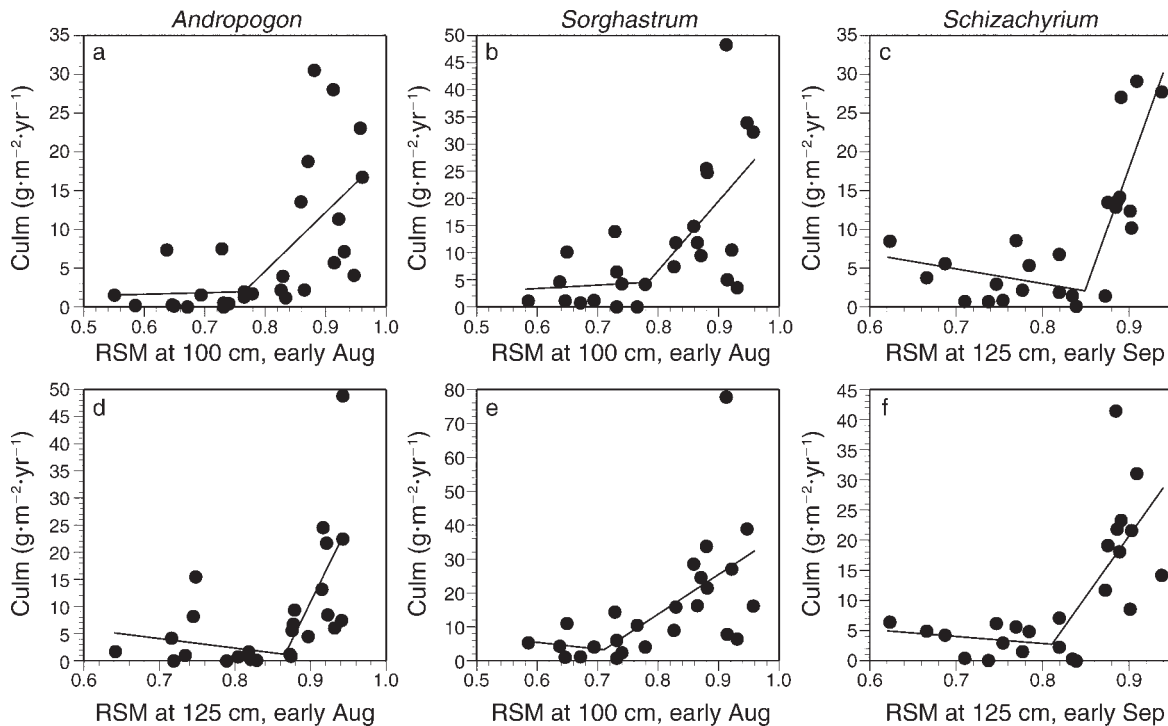 Andropogon
Sorghastrum
Schizachyrium
a
35
30
25
20
15
10
5
0
Culm (g·m⁻²·yr⁻¹)
0.5 0.6 0.7 0.8 0.9 1.0
RSM at 100 cm, early Aug
b
50
45
40
35
30
25
20
15
10
5
0
Culm (g·m⁻²·yr⁻¹)
0.5 0.6 0.7 0.8 0.9 1.0
RSM at 100 cm, early Aug
c
35
30
25
20
15
10
5
0
Culm (g·m⁻²·yr⁻¹)
0.6 0.7 0.8 0.9
RSM at 125 cm, early Sep
d
50
45
40
35
30
25
20
15
10
5
0
Culm (g·m⁻²·yr⁻¹)
0.6 0.7 0.8 0.9 1.0
RSM at 125 cm, early Aug
e
80
60
40
20
0
Culm (g·m⁻²·yr⁻¹)
0.5 0.6 0.7 0.8 0.9 1.0
RSM at 100 cm, early Aug
f
45
40
35
30
25
20
15
10
5
0
Culm (g·m⁻²·yr⁻¹)
0.6 0.7 0.8 0.9
RSM at 125 cm, early Sep